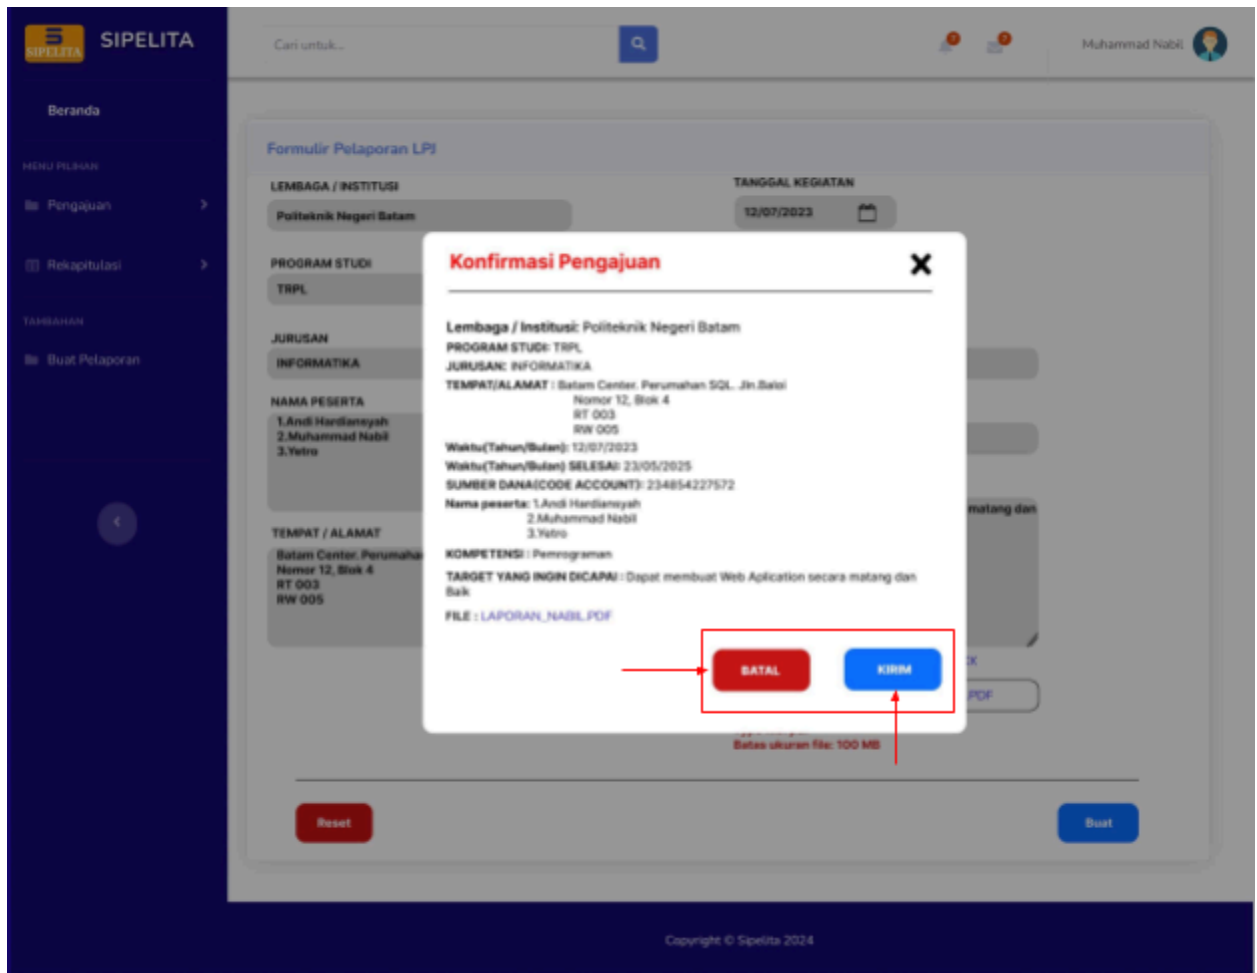 SIPELITA
SIPELITA
Cari untuk...
Muhammad Nabil
Beranda
MENU PILIHAN
Pengajuan
Rekapitulasi
TAMBAHAN
Buat Pelaporan
Formulir Pelaporan LPJ
LEMBAGA / INSTITUSI
Politeknik Negeri Batam
TANGGAL KEGIATAN
12/07/2023
PROGRAM STUDI
TRPL
JURUSAN
INFORMATIKA
NAMA PESERTA
1.Andi Hardiansyah
2.Muhammad Nabil
3.Yetro
TEMPAT / ALAMAT
Batam Center. Perumaha
Nomor 12, Blok 4
RT 003
RW 005
Konfirmasi Pengajuan
Lembaga / Institusi: Politeknik Negeri Batam
PROGRAM STUDI: TRPL
JURUSAN: INFORMATIKA
TEMPAT/ALAMAT : Batam Center. Perumahan SQL. Jln.Baloi
Nomor 12, Blok 4
RT 003
RW 005
Waktu(Tahun/Bulan): 12/07/2023
Waktu(Tahun/Bulan) SELESAI: 23/05/2025
SUMBER DANA(CODE ACCOUNT): 234854227572
Nama peserta: 1.Andi Hardiansyah
2.Muhammad Nabil
3.Yetro
KOMPETENSI : Pemrograman
TARGET YANG INGIN DICAPAI : Dapat membuat Web Aplication secara matang dan
Baik
FILE : LAPORAN_NABIL.PDF
BATAL
KIRIM
matang dan
.PDF
Batas ukuran file: 100 MB
Reset
Buat
Copyright © Sipelita 2024